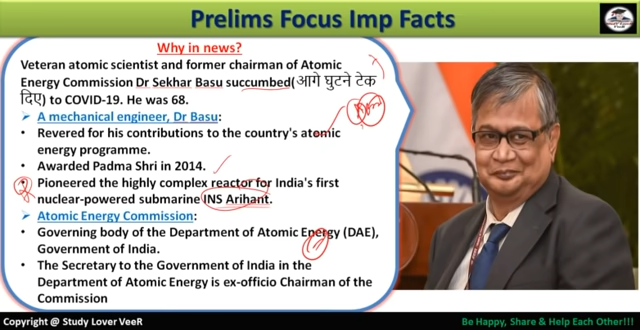 Prelims Focus Imp Facts
Why in news?
Veteran atomic scientist and former chairman of Atomic
Energy Commission Dr Sekhar Basu succumbed(आगे घुटने टेक
दिए) to COVID-19. He was 68.
➤ A mechanical engineer, Dr Basu:
• Revered for his contributions to the country's atomic
energy programme.
• Awarded Padma Shri in 2014.
• Pioneered the highly complex reactor for India's first
nuclear-powered submarine INS Arihant.
➤ Atomic Energy Commission:
• Governing body of the Department of Atomic Energy (DAE),
Government of India.
• The Secretary to the Government of India in the
Department of Atomic Energy is ex-officio Chairman of the
Commission
Copyright @ Study Lover VeeR
Be Happy, Share & Help Each Other!!!